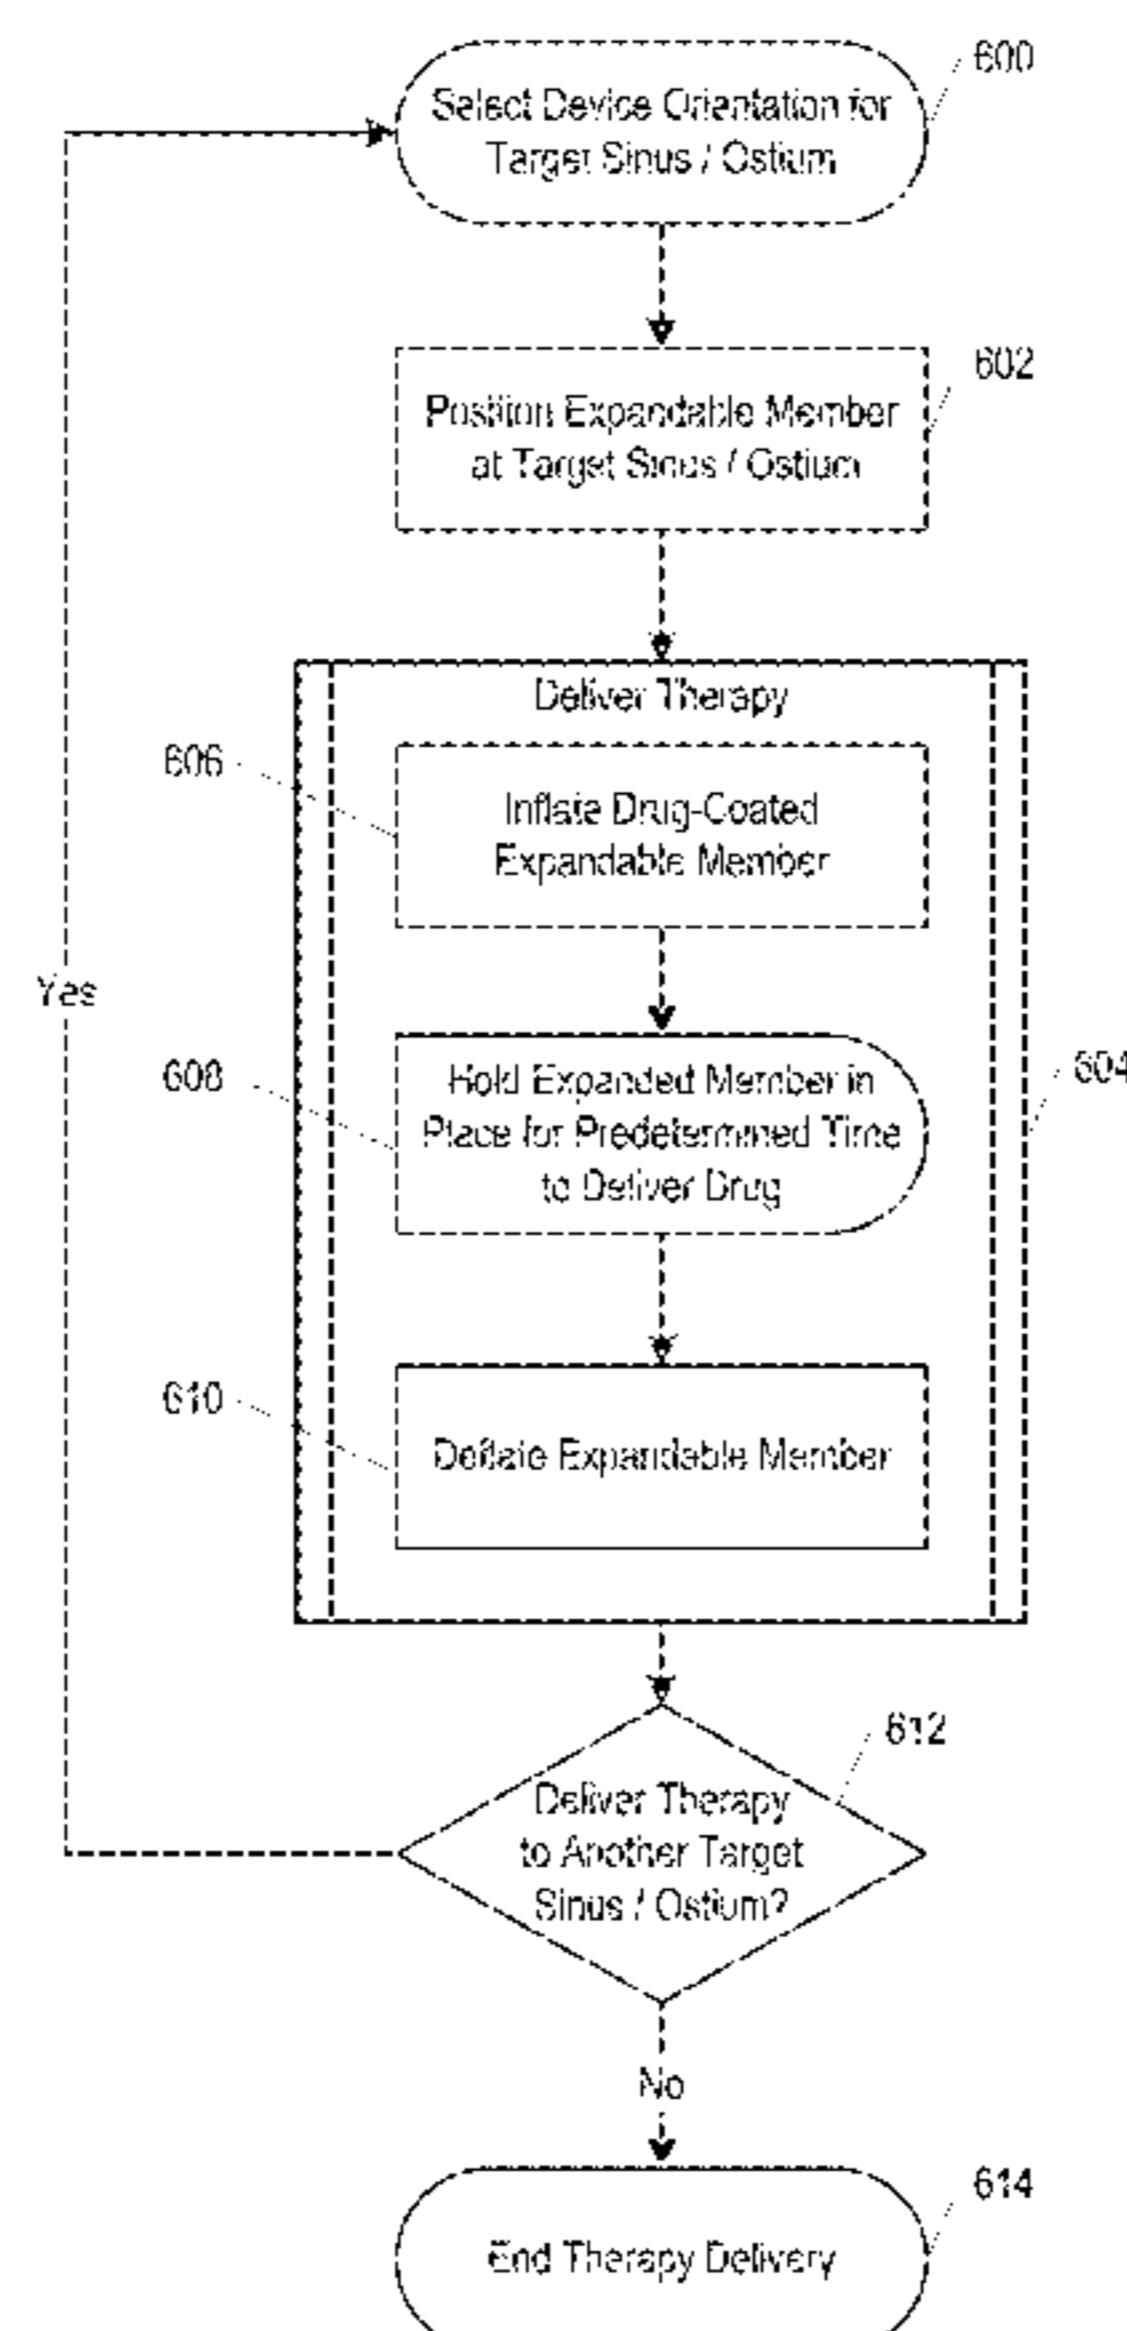 600
Select Device Orientation for
Target Sinus / Ostium
602
Position Expandable Member
at Target Sinus / Ostium
Deliver Therapy
606
Inflate Drug-Coated
Expandable Member
Yes
608
Hold Expanded Member in
Place for Predetermined Time
to Deliver Drug
604
610
Deflate Expandable Member
612
Deliver Therapy
to Another Target
Sinus / Ostium?
No
614
End Therapy Delivery